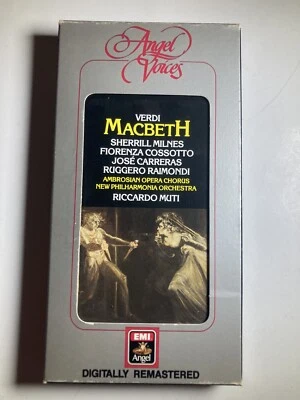 Angel
Voices
VERDI
MACBETH
SHERRILL MILNES
FIORENZA COSSOTTO
JOSÉ CARRERAS
RUGGERO RAIMONDI
AMBROSIAN OPERA CHORUS
NEW PHILHARMONIA ORCHESTRA
RICCARDO MUTI
EMI
Angel
DIGITALLY REMASTERED